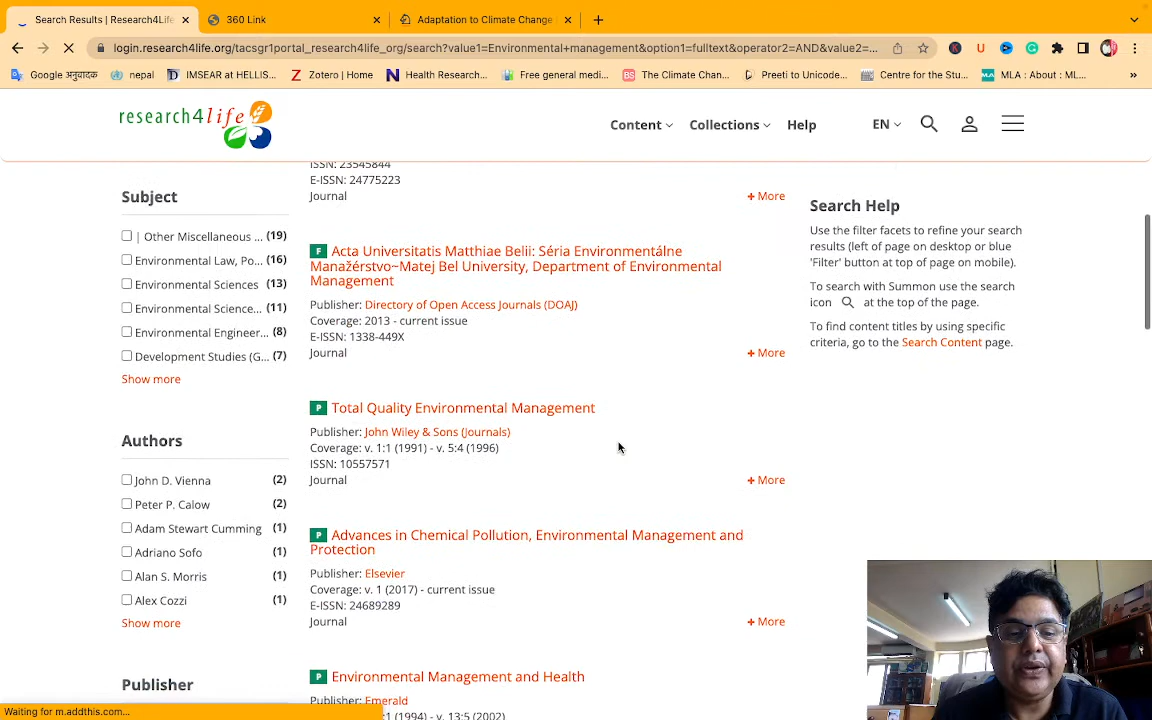 Search Results | Research4Life
360 Link
Adaptation to Climate Change
login.research4life.org/tacsgr1portal_research4life_org/search?value1=Environmental+management&option1=fulltext&operator2=AND&value2=...
Google अनुवादक
nepal
IMSEAR at HELLIS...
Zotero | Home
Health Research...
Free general medi...
BS The Climate Chan...
Preeti to Unicode...
Centre for the Stu...
MLA : About : ML...
»
research4life
Content
Collections
Help
EN
ISSN: 23545844
E-ISSN: 24775223
Journal
+ More
Subject
| Other Miscellaneous ... (19)
Environmental Law, Po... (16)
Environmental Sciences (13)
Environmental Science... (11)
Environmental Engineer... (8)
Development Studies (G... (7)
Show more
Authors
John D. Vienna (2)
Peter P. Calow (2)
Adam Stewart Cumming (1)
Adriano Sofo (1)
Alan S. Morris (1)
Alex Cozzi (1)
Show more
Publisher
F Acta Universitatis Matthiae Belii: Séria Environmentálne
Manažérstvo~Matej Bel University, Department of Environmental
Management
Publisher: Directory of Open Access Journals (DOAJ)
Coverage: 2013 - current issue
E-ISSN: 1338-449X
Journal
+ More
P Total Quality Environmental Management
Publisher: John Wiley & Sons (Journals)
Coverage: v. 1:1 (1991) - v. 5:4 (1996)
ISSN: 10557571
Journal
+ More
P Advances in Chemical Pollution, Environmental Management and
Protection
Publisher: Elsevier
Coverage: v. 1 (2017) - current issue
E-ISSN: 24689289
Journal
+ More
P Environmental Management and Health
Publisher: Emerald
:1 (1994) - v. 13:5 (2002)
Search Help
Use the filter facets to refine your
search results (left of page on desktop or blue
'Filter' button at top of page on mobile).
To search with Summon use the search
icon at the top of the page.
To find content titles by using specific
criteria, go to the Search Content page.
Waiting for m.addthis.com...